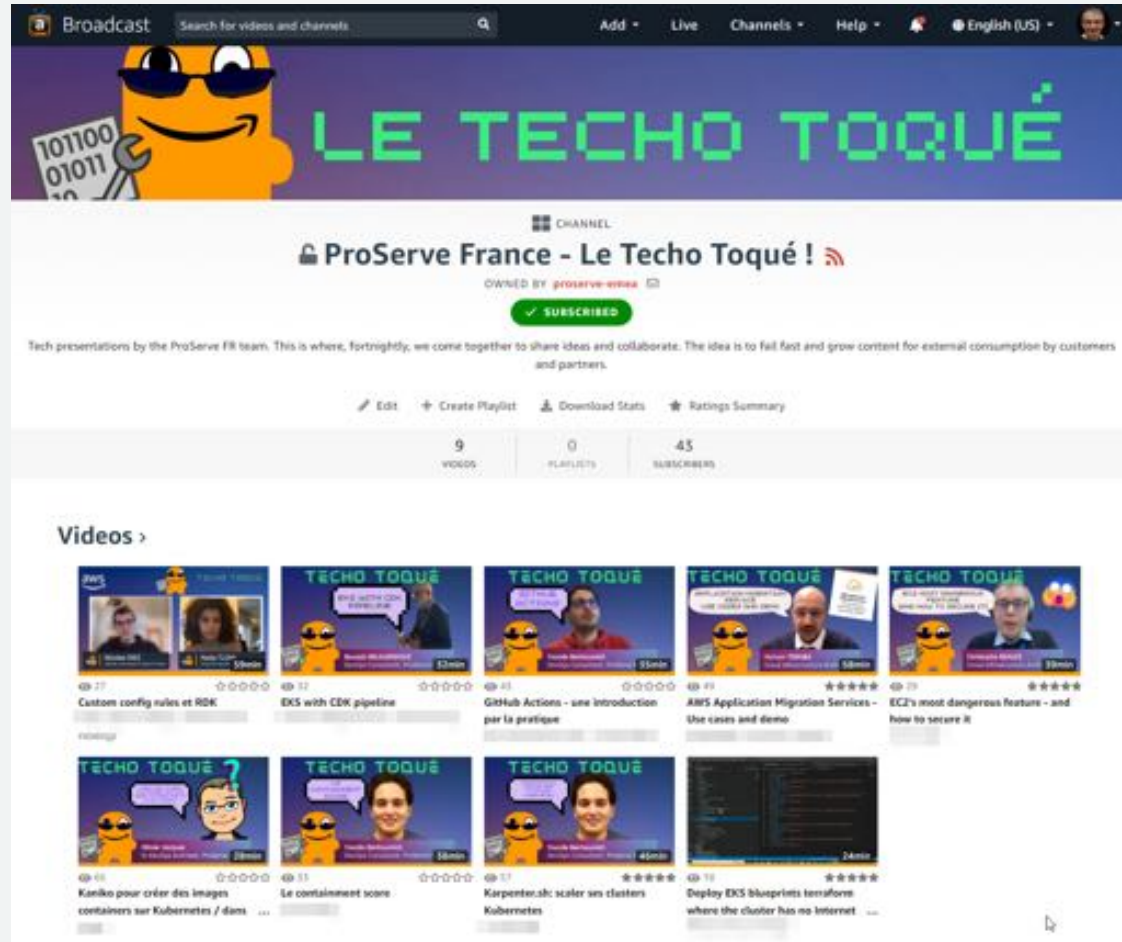 Broadcast
Search for videos and channels
Add
Live
Channels
Help
English (US)
101100
01011
10
LE TECHO TOQUÉ
CHANNEL
ProServe France - Le Techo Toqué !
OWNED BY proserve-emea
SUBSCRIBED
Tech presentations by the ProServe FR team. This is where, fortnightly, we come together to share ideas and collaborate. The idea is to fail fast and grow content for external consumption by customers
and partners.
Edit
Create Playlist
Download Stats
Ratings Summary
9
VIDEOS
0
PLAYLISTS
43
SUBSCRIBERS
Videos ›
aws
TECHO TOQUÉ
59min
27
Custom config rules et RDK
TECHO TOQUÉ
EKS WITH CDK
PIPELINE
52min
32
EKS with CDK pipeline
TECHO TOQUÉ
GITHUB
ACTIONS
55min
GitHub Actions - une introduction
par la pratique
TECHO TOQUÉ
58min
49
AWS Application Migration Services -
Use cases and demo
TECHO TOQUÉ
39min
EC2's most dangerous feature - and
how to secure it
TECHO TOQUÉ
?
28min
Kaniko pour créer des images
containers sur Kubernetes / dans ...
TECHO TOQUÉ
Le containment score
TECHO TOQUÉ
46min
Karpenter.sh: scaler ses clusters
Kubernetes
24min
Deploy EKS blueprints terraform
where the cluster has no Internet ...